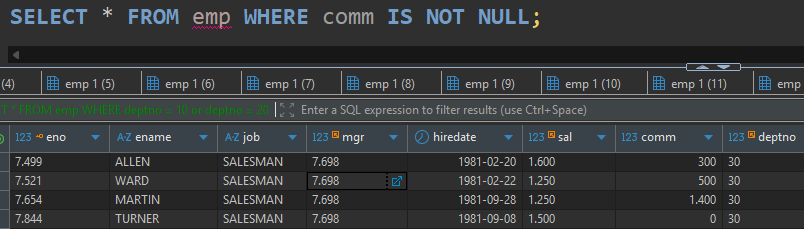 SELECT * FROM emp WHERE comm IS NOT NULL;
(4) emp 1 (5) emp 1 (6) emp 1 (7) emp 1 (8) emp 1 (9) emp 1 (10) emp 1 (11)
T * FROM emp WHERE deptno = 10 or deptno = 20 Enter a SQL expression to filter results (use Ctrl+Space)
123 eno A-Z ename A-Z job 123 mgr hiredate 123 sal 123 comm 123 deptno
7.499 ALLEN SALESMAN 7.698 1981-02-20 1.600 300 30
7.521 WARD SALESMAN 7.698 1981-02-22 1.250 500 30
7.654 MARTIN SALESMAN 7.698 1981-09-28 1.250 1.400 30
7.844 TURNER SALESMAN 7.698 1981-09-08 1.500 0 30